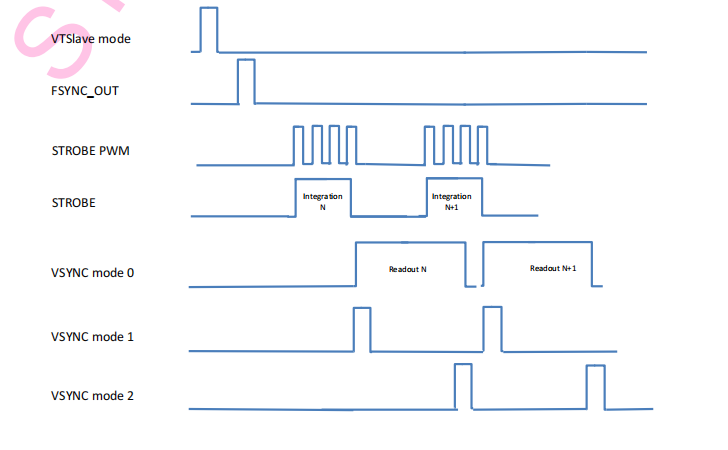 VTSlave mode
FSYNC_OUT
STROBE PWM
STROBE
Integration
N
Integration
N+1
VSYNC mode 0
Readout N
Readout N+1
VSYNC mode 1
VSYNC mode 2